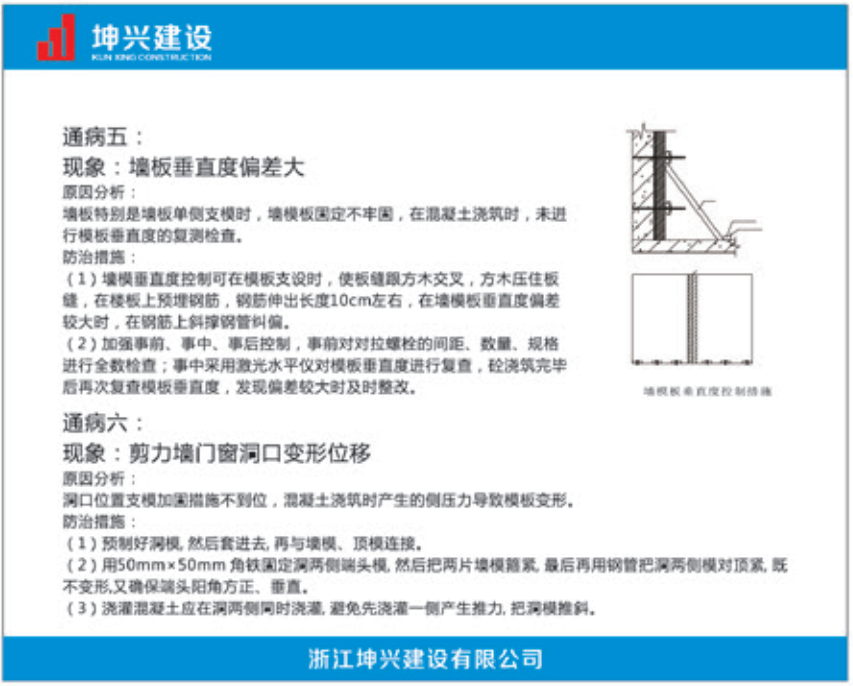 坤兴建设
KUN XING CONSTRUCTION
通病五：
现象：墙板垂直度偏差大
原因分析：
墙板特别是墙板单侧支模时，墙模板固定不牢固，在混凝土浇筑时，未进
行模板垂直度的复测检查。
防治措施：
（1）墙模垂直度控制可在模板支设时，使板缝跟方木交叉，方木压住板
缝，在楼板上预埋钢筋，钢筋伸出长度10cm左右，在墙模板垂直度偏差
较大时，在钢筋上斜撑钢管纠偏。
（2）加强事前、事中、事后控制，事前对对拉螺栓的间距、数量、规格
进行全数检查；事中采用激光水平仪对模板垂直度进行复查，砼浇筑完毕
后再次复查模板垂直度，发现偏差较大时及时整改。
墙模板垂直度控制措施
通病六：
现象：剪力墙门窗洞口变形位移
原因分析：
洞口位置支模加固措施不到位，混凝土浇筑时产生的侧压力导致模板变形。
防治措施：
（1）预制好洞模, 然后套进去, 再与墙模、顶模连接。
（2）用50mm×50mm 角铁固定洞两侧端头模, 然后把两片墙模箍紧, 最后再用钢管把洞两侧模对顶紧, 既
不变形,又确保端头阳角方正、垂直。
（3）浇灌混凝土应在洞两侧同时浇灌, 避免先浇灌一侧产生推力, 把洞模推斜。
浙江坤兴建设有限公司